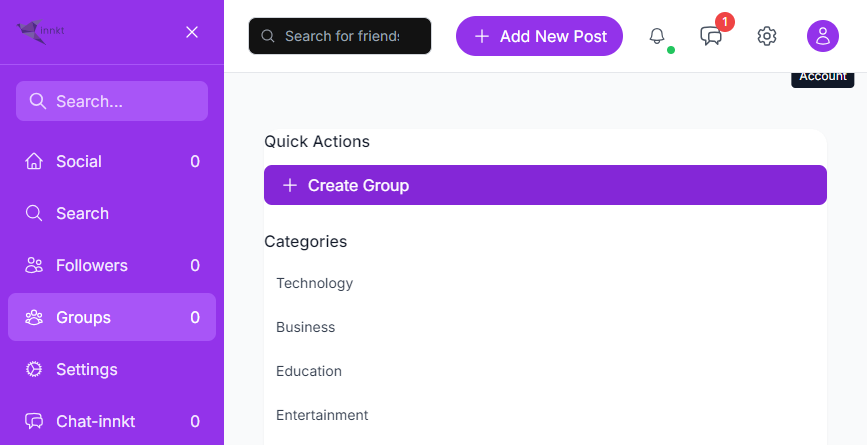 innkt
Search...
Social 0
Search
Followers 0
Groups 0
Settings
Chat-innkt 0
Search for friends
Add New Post
1
Account
Quick Actions
Create Group
Categories
Technology
Business
Education
Entertainment